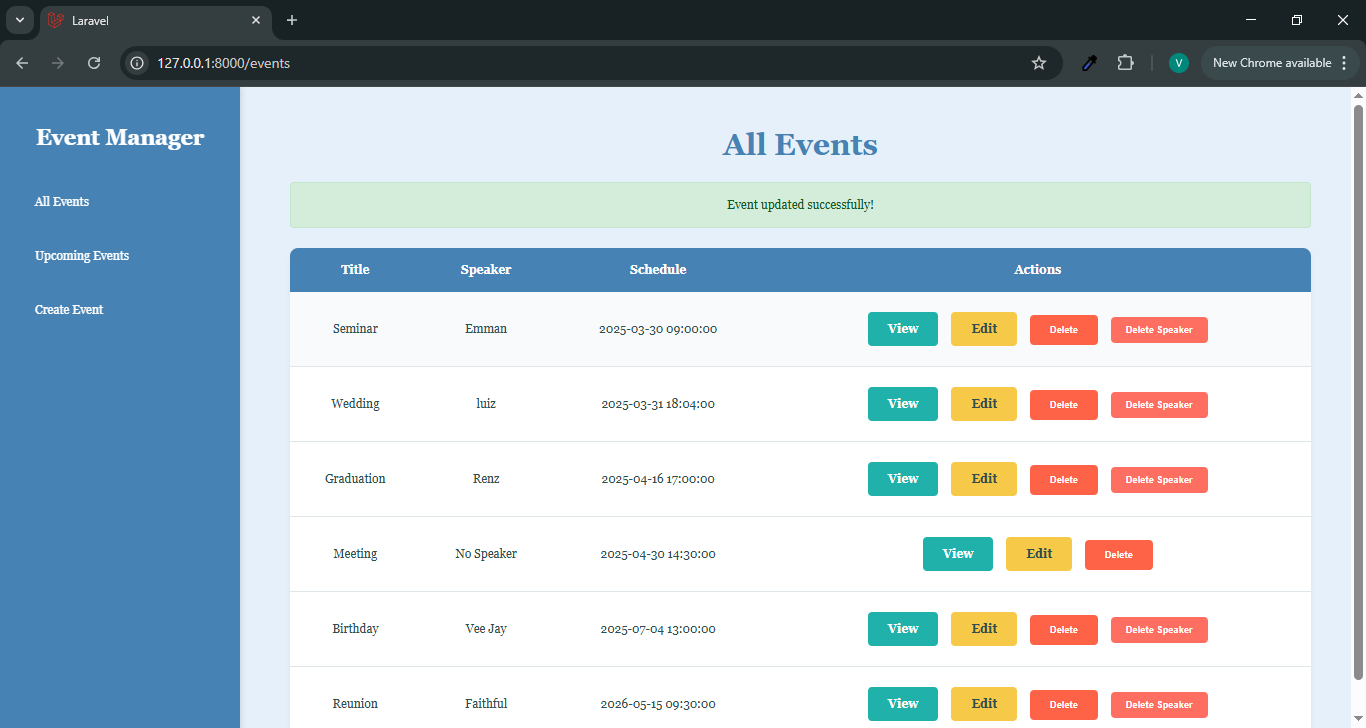 Laravel
127.0.0.1:8000/events
V
New Chrome available
Event Manager
All Events
Upcoming Events
Create Event
All Events
Event updated successfully!
Title Speaker Schedule Actions
Seminar Emman 2025-03-30 09:00:00 View Edit Delete Delete Speaker
Wedding luiz 2025-03-31 18:04:00 View Edit Delete Delete Speaker
Graduation Renz 2025-04-16 17:00:00 View Edit Delete Delete Speaker
Meeting No Speaker 2025-04-30 14:30:00 View Edit Delete
Birthday Vee Jay 2025-07-04 13:00:00 View Edit Delete Delete Speaker
Reunion Faithful 2026-05-15 09:30:00 View Edit Delete Delete Speaker